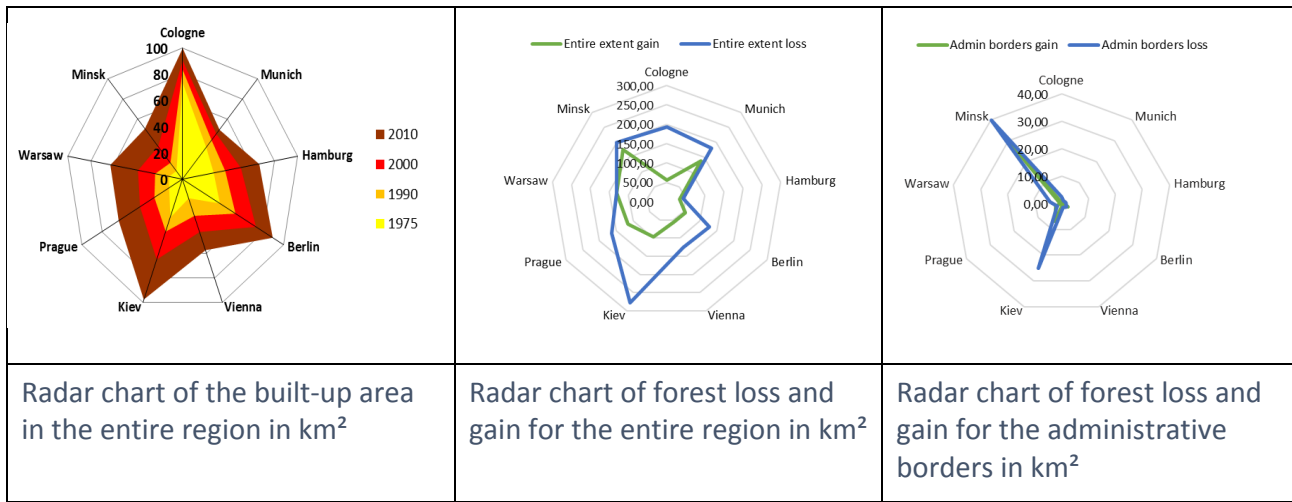 Cologne
100
80
60
40
20
0
Munich
Hamburg
Berlin
Vienna
Kiev
Prague
Warsaw
Minsk
2010
2000
1990
1975
Entire extent gain
Entire extent loss
Cologne
300,00
250,00
200,00
150,00
100,00
50,00
0,00
Munich
Hamburg
Berlin
Vienna
Kiev
Prague
Warsaw
Minsk
Admin borders gain
Admin borders loss
Cologne
40,00
30,00
20,00
10,00
0,00
Munich
Hamburg
Berlin
Vienna
Kiev
Prague
Warsaw
Minsk
Radar chart of the built-up area
in the entire region in km²
Radar chart of forest loss and
gain for the entire region in km²
Radar chart of forest loss and
gain for the administrative
borders in km²